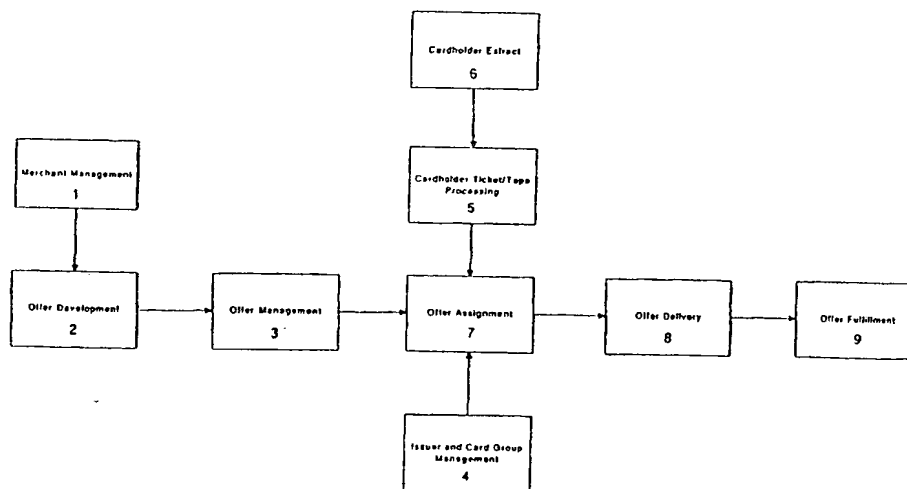 Cardholder Extract
6
Merchant Management
1
Cardholder Ticket/Tape
Processing
5
Offer Development
2
Offer Management
3
Offer Assignment
7
Offer Delivery
8
Offer Fulfillment
9
Issuer and Card Group
Management
4